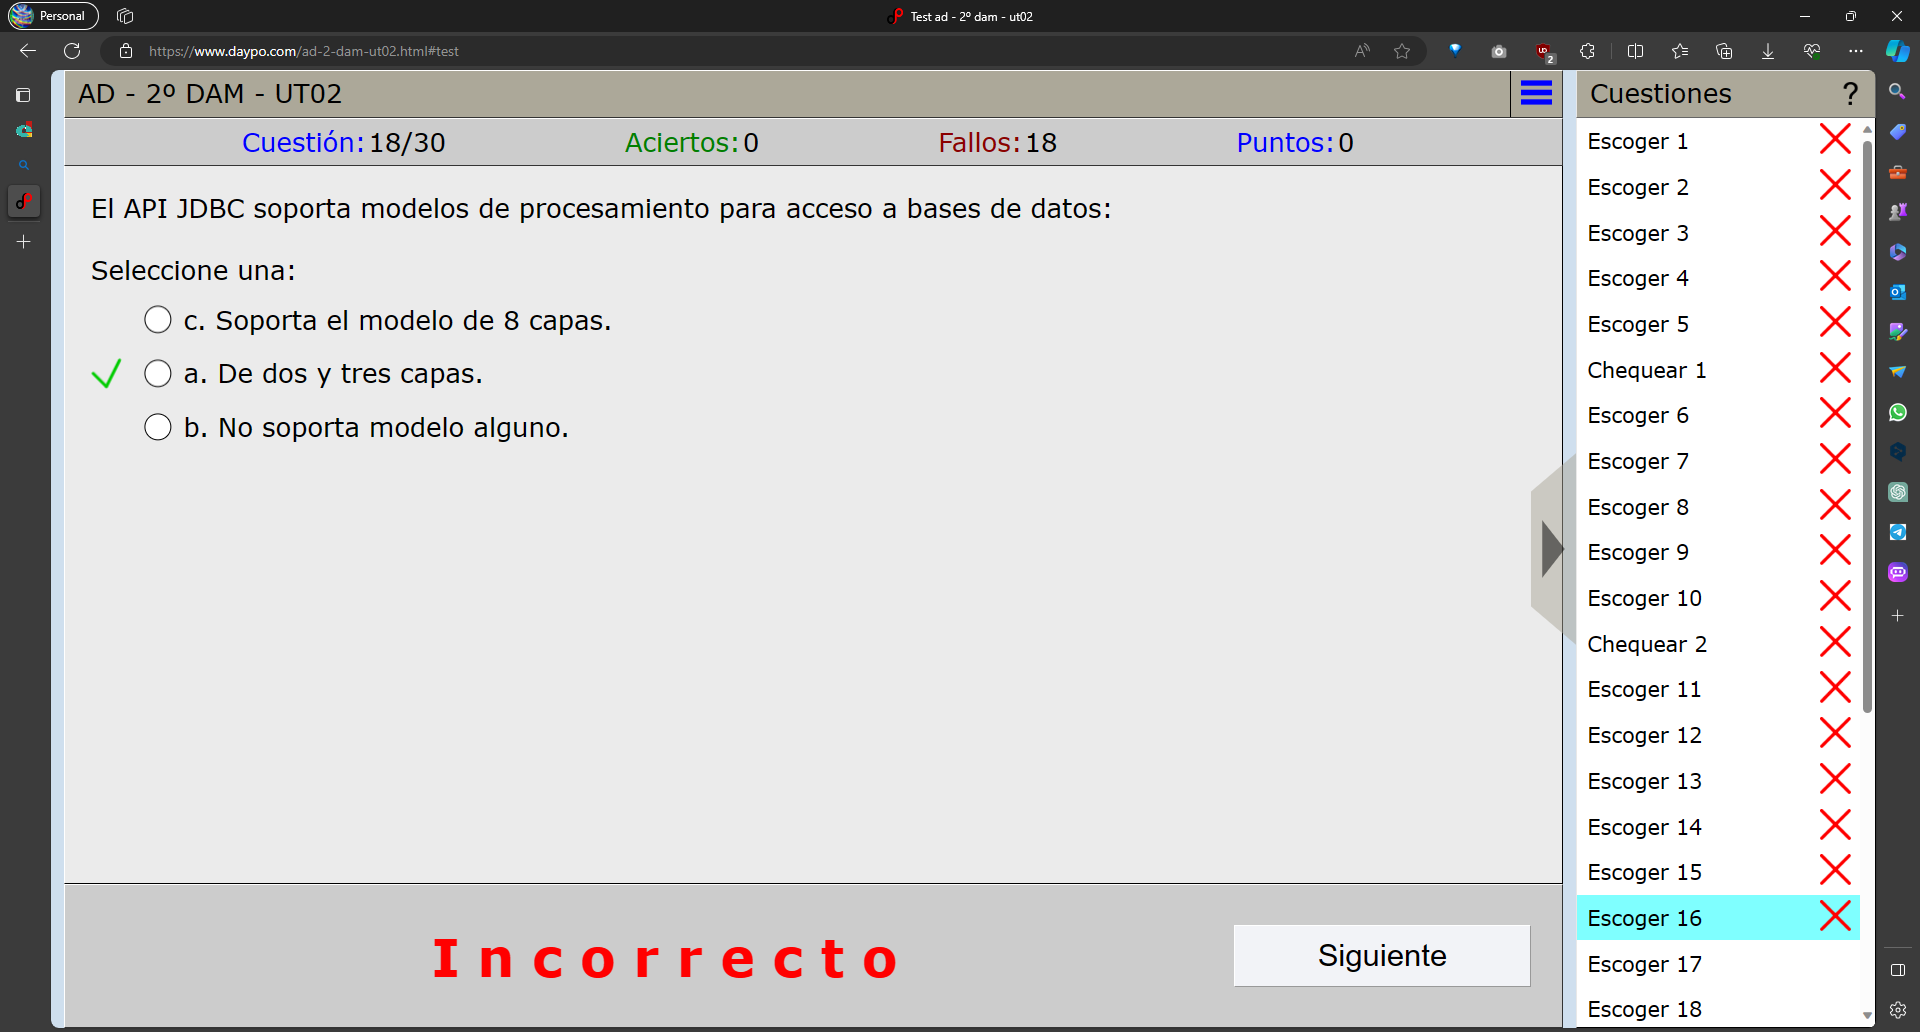 Personal
Test ad - 2º dam - ut02
https://www.daypo.com/ad-2-dam-ut02.html#test
2
AD - 2º DAM - UT02
Cuestiones ?
Cuestión: 18/30 Aciertos: 0 Fallos: 18 Puntos: 0
El API JDBC soporta modelos de procesamiento para acceso a bases de datos:
Seleccione una:
c. Soporta el modelo de 8 capas.
a. De dos y tres capas.
b. No soporta modelo alguno.
Incorrecto
Siguiente
Escoger 1
Escoger 2
Escoger 3
Escoger 4
Escoger 5
Chequear 1
Escoger 6
Escoger 7
Escoger 8
Escoger 9
Escoger 10
Chequear 2
Escoger 11
Escoger 12
Escoger 13
Escoger 14
Escoger 15
Escoger 16
Escoger 17
Escoger 18